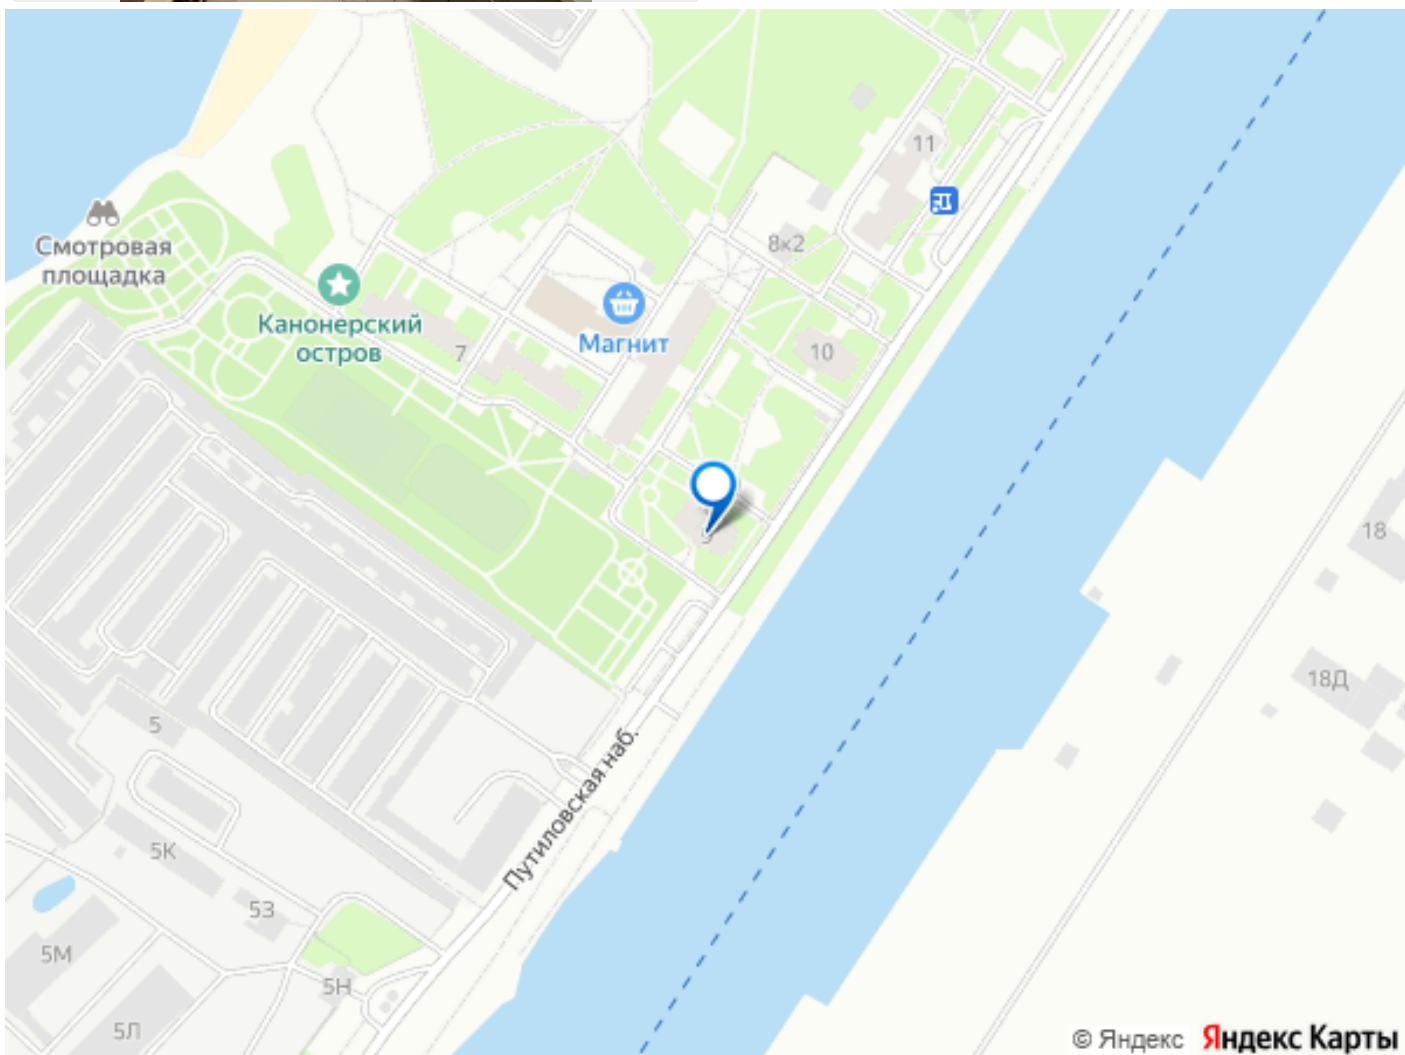 11
8к2
Смотровая
площадка
Канонерский
остров
7
Магнит
10
9
18
18Д
5
Путиловская наб.
5К
53
5М
5Н
5Л
© Яндекс Яндекс Карты